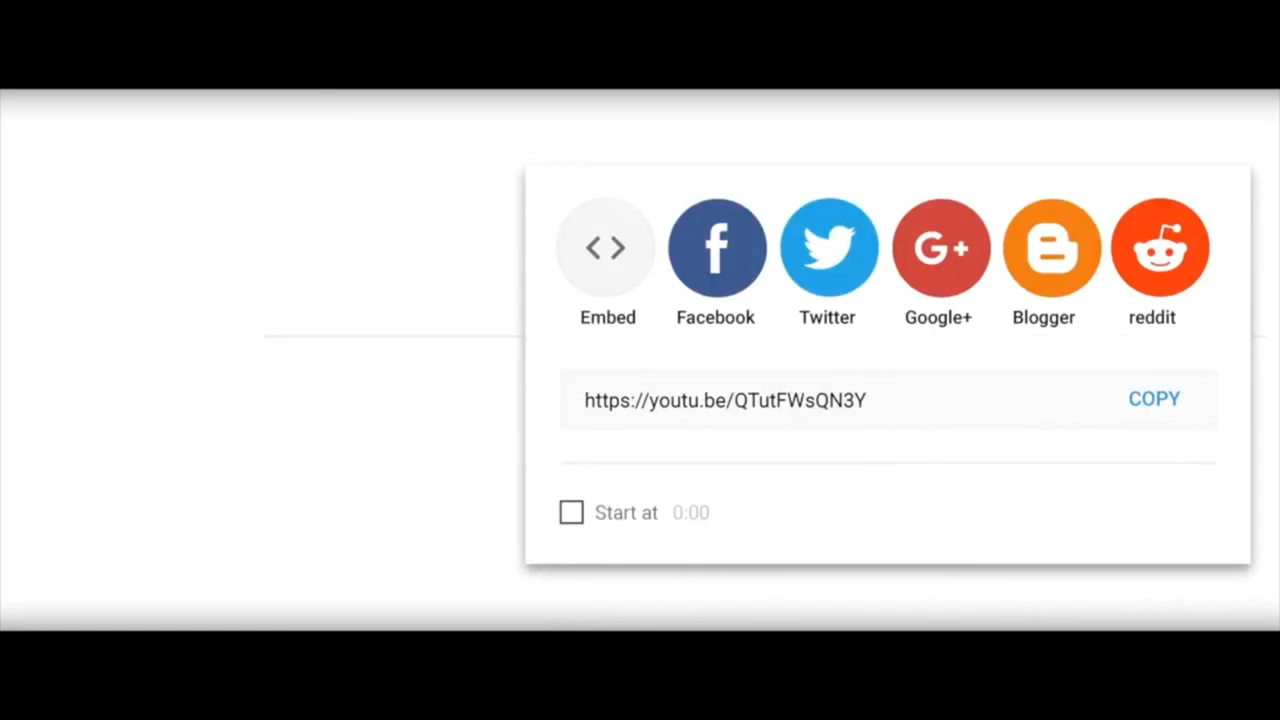 Embed Facebook Twitter G+ Google+ Blogger reddit
https://youtu.be/QTutFWsQN3Y COPY
Start at 0:00